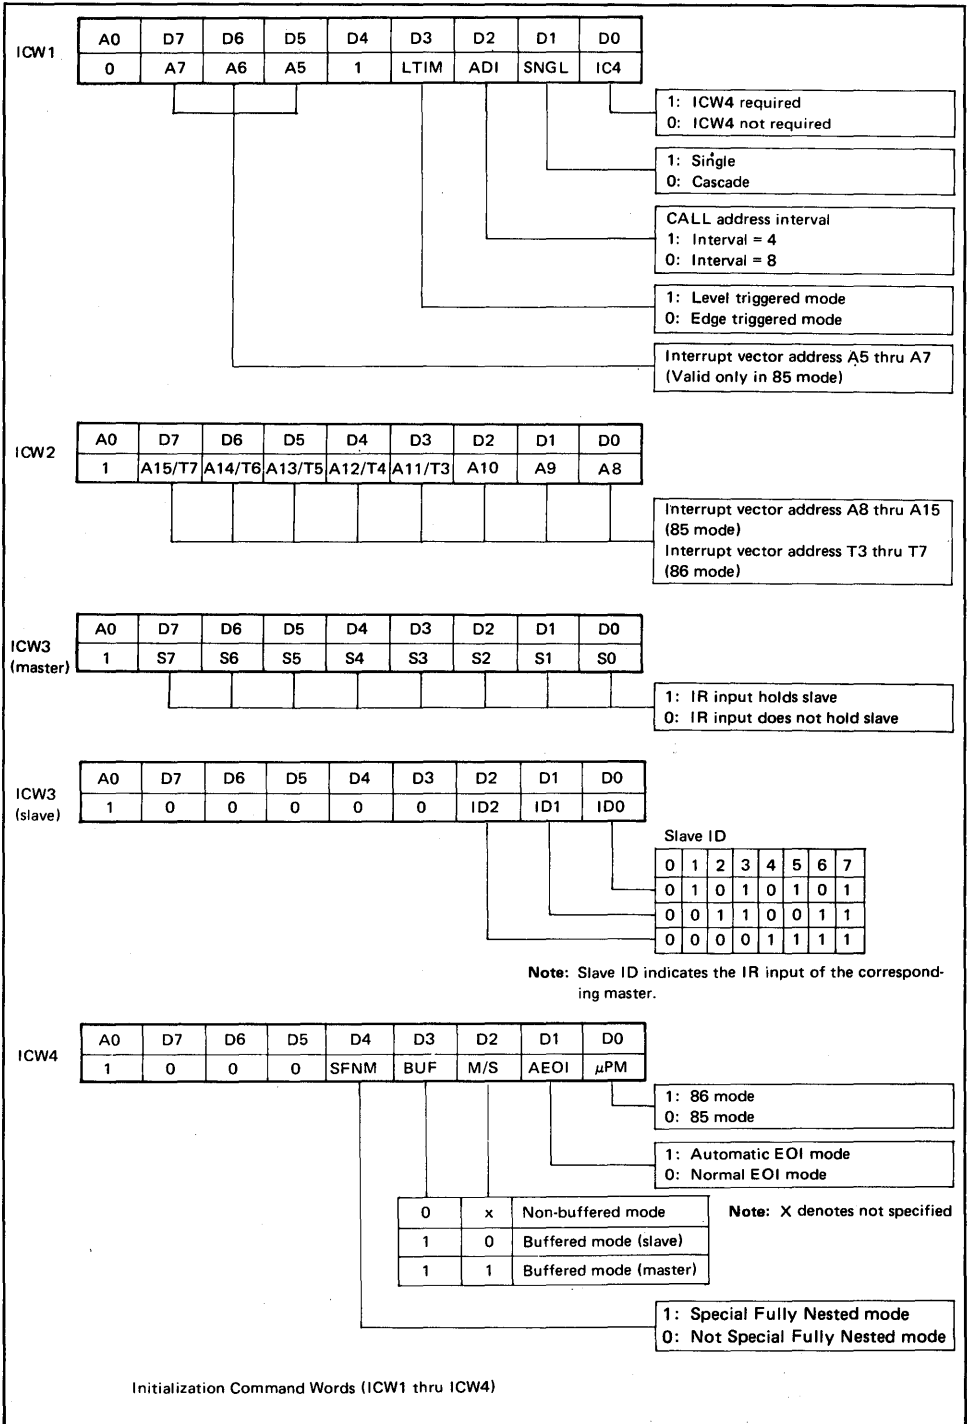 ICW1
A0 D7 D6 D5 D4 D3 D2 D1 D0
0 A7 A6 A5 1 LTIM ADI SNGL IC4
1: ICW4 required
0: ICW4 not required
1: Single
0: Cascade
CALL address interval
1: Interval = 4
0: Interval = 8
1: Level triggered mode
0: Edge triggered mode
Interrupt vector address A5 thru A7
(Valid only in 85 mode)
ICW2
A0 D7 D6 D5 D4 D3 D2 D1 D0
1 A15/T7 A14/T6 A13/T5 A12/T4 A11/T3 A10 A9 A8
Interrupt vector address A8 thru A15
(85 mode)
Interrupt vector address T3 thru T7
(86 mode)
ICW3
(master)
A0 D7 D6 D5 D4 D3 D2 D1 D0
1 S7 S6 S5 S4 S3 S2 S1 S0
1: IR input holds slave
0: IR input does not hold slave
ICW3
(slave)
A0 D7 D6 D5 D4 D3 D2 D1 D0
1 0 0 0 0 0 ID2 ID1 ID0
Slave ID
0 1 2 3 4 5 6 7
0 1 0 1 0 1 0 1
0 0 1 1 0 0 1 1
0 0 0 0 1 1 1 1
Note: Slave ID indicates the IR input of the correspond-
ing master.
ICW4
A0 D7 D6 D5 D4 D3 D2 D1 D0
1 0 0 0 SFNM BUF M/S AEOI μPM
1: 86 mode
0: 85 mode
1: Automatic EOI mode
0: Normal EOI mode
0 x Non-buffered mode
1 0 Buffered mode (slave)
1 1 Buffered mode (master)
Note: X denotes not specified
1: Special Fully Nested mode
0: Not Special Fully Nested mode
Initialization Command Words (ICW1 thru ICW4)